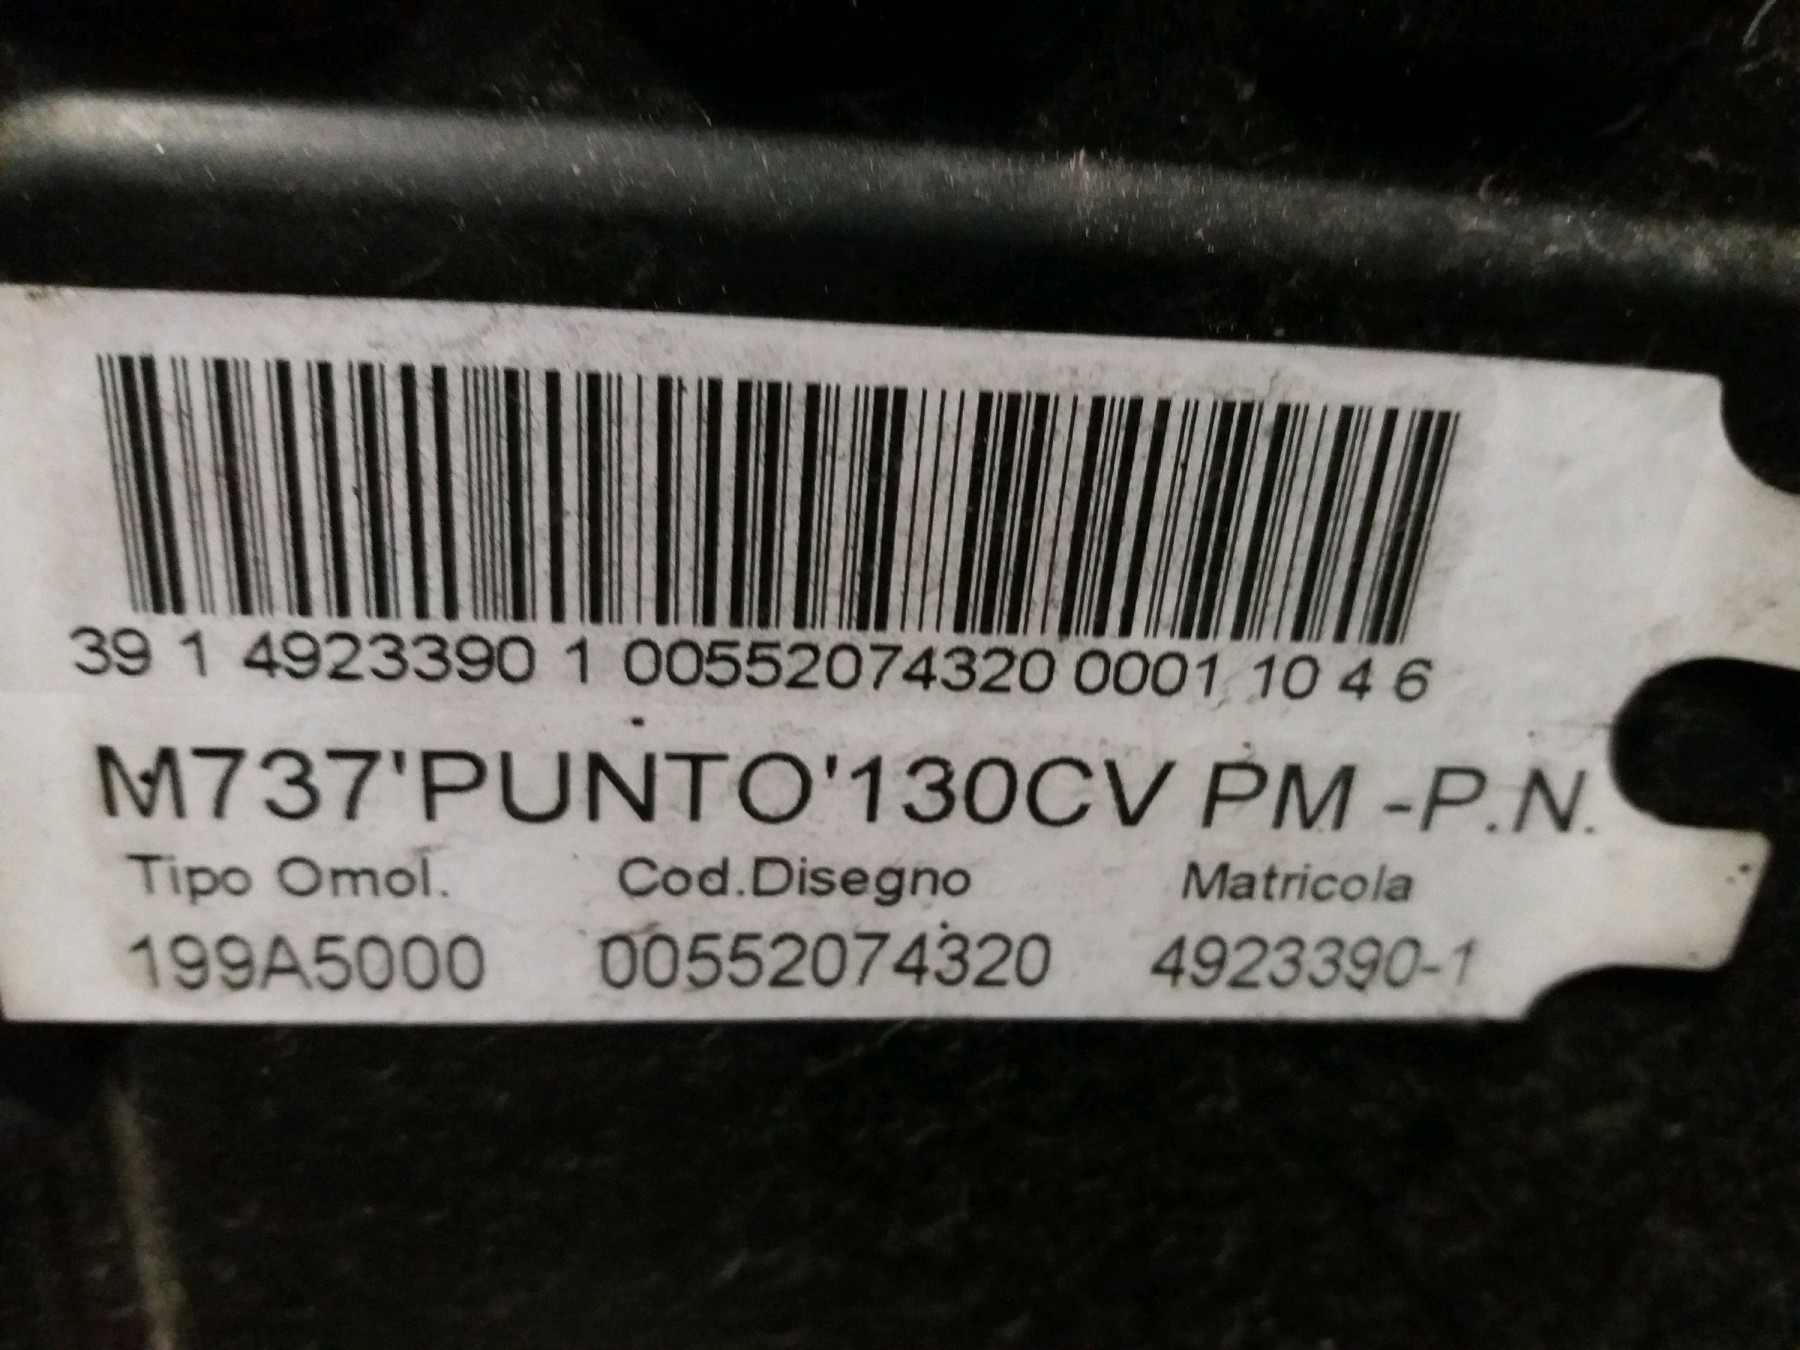 39 1 4923390 1 00552074320 0001 10 4 6
M737'PUNTO'130CV PM -P.N.
Tipo Omol. Cod.Disegno Matricola
199A5000 00552074320 4923390-1